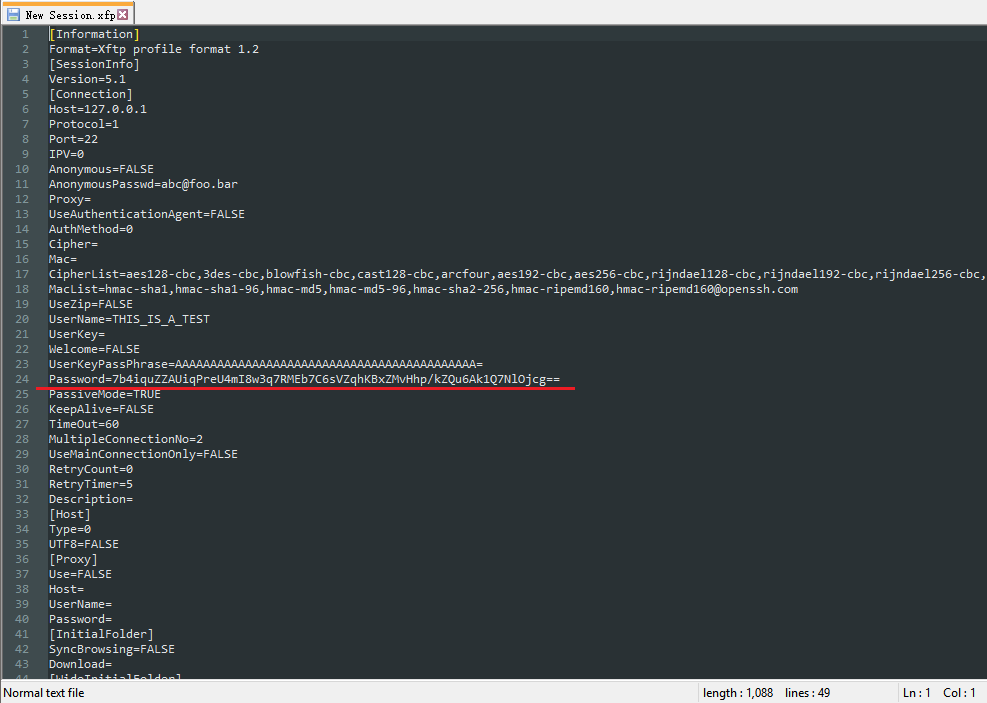 New Session.xfp
1 [Information]
2 Format=Xftp profile format 1.2
3 [SessionInfo]
4 Version=5.1
5 [Connection]
6 Host=127.0.0.1
7 Protocol=1
8 Port=22
9 IPV=0
10 Anonymous=FALSE
11 AnonymousPasswd=abc@foo.bar
12 Proxy=
13 UseAuthenticationAgent=FALSE
14 AuthMethod=0
15 Cipher=
16 Mac=
17 CipherList=aes128-cbc,3des-cbc,blowfish-cbc,cast128-cbc,arcfour,aes192-cbc,aes256-cbc,rijndael128-cbc,rijndael192-cbc,rijndael256-cbc,
18 MacList=hmac-sha1,hmac-sha1-96,hmac-md5,hmac-md5-96,hmac-sha2-256,hmac-ripemd160,hmac-ripemd160@openssh.com
19 UseZip=FALSE
20 UserName=THIS_IS_A_TEST
21 UserKey=
22 Welcome=FALSE
23 UserKeyPassPhrase=AAAAAAAAAAAAAAAAAAAAAAAAAAAAAAAAAAAAAAAAAAA=
24 Password=7b4iquZZAUiqPreU4mI8w3q7RMEb7C6sVZqhKBxZMvHhp/kZQu6Ak1Q7NlOjcg==
25 PassiveMode=TRUE
26 KeepAlive=FALSE
27 TimeOut=60
28 MultipleConnectionNo=2
29 UseMainConnectionOnly=FALSE
30 RetryCount=0
31 RetryTimer=5
32 Description=
33 [Host]
34 Type=0
35 UTF8=FALSE
36 [Proxy]
37 Use=FALSE
38 Host=
39 UserName=
40 Password=
41 [InitialFolder]
42 SyncBrowsing=FALSE
43 Download=
44 [WideInitialFolder]
Normal text file length : 1,088 lines : 49 Ln : 1 Col : 1